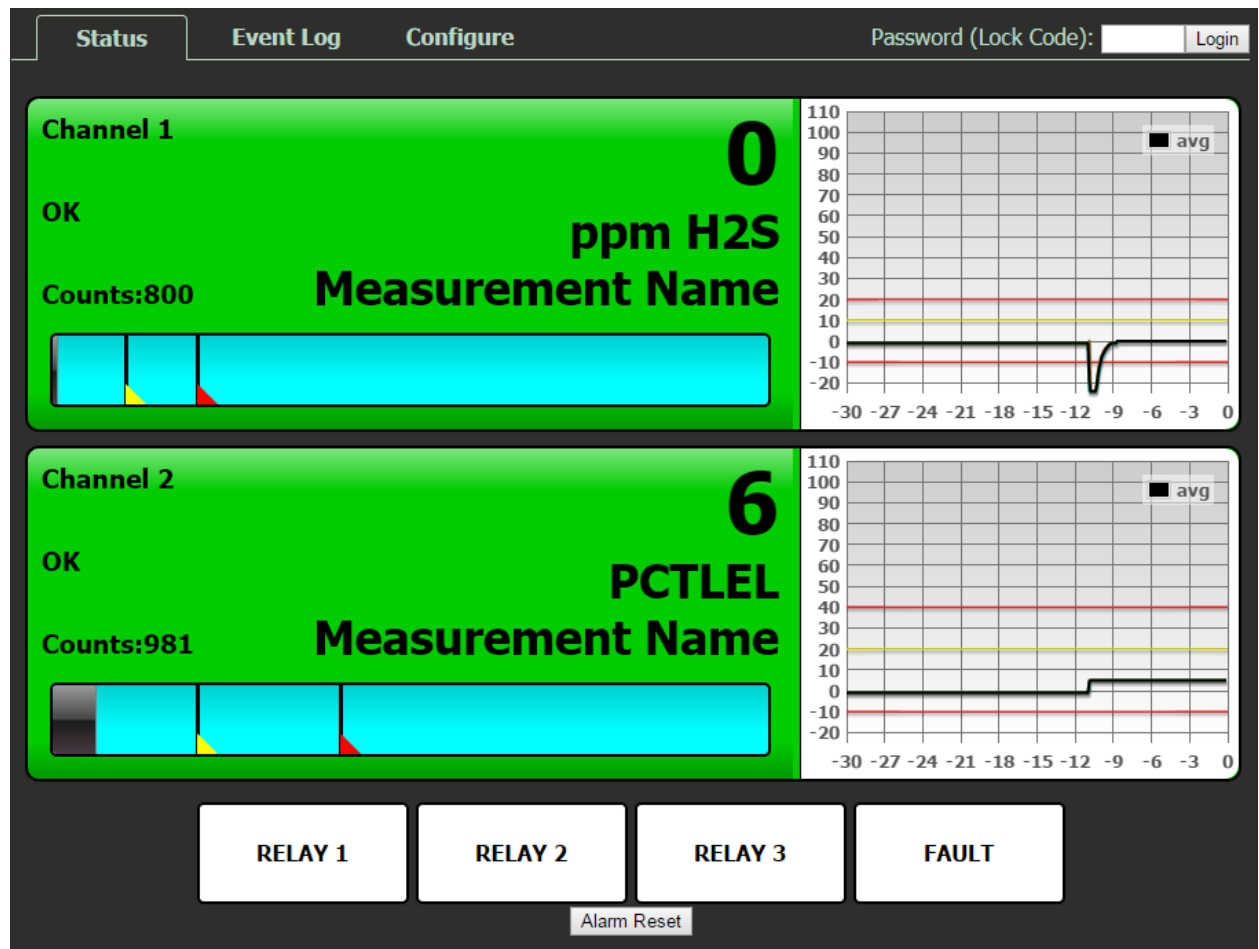 Status Event Log Configure Password (Lock Code): Login
Channel 1
0
OK
ppm H2S
Counts:800 Measurement Name
110
100
90
80
70
60
50
40
30
20
10
0
-10
-20
avg
-30 -27 -24 -21 -18 -15 -12 -9 -6 -3 0
Channel 2
6
OK
PCTLEL
Counts:981 Measurement Name
110
100
90
80
70
60
50
40
30
20
10
0
-10
-20
avg
-30 -27 -24 -21 -18 -15 -12 -9 -6 -3 0
RELAY 1 RELAY 2 RELAY 3 FAULT
Alarm Reset